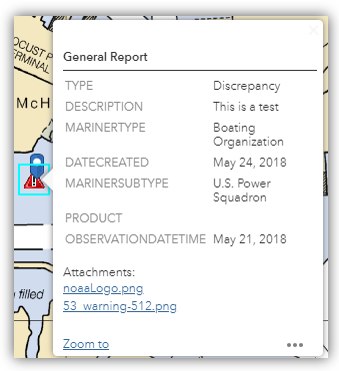 General Report
TYPE Discrepancy
DESCRIPTION This is a test
MARINERTYPE Boating
Organization
DATECREATED May 24, 2018
MARINERSUBTYPE U.S. Power
Squadron
PRODUCT
OBSERVATIONDATETIME May 21, 2018
Attachments:
noaaLogo.png
53_warning-512.png
Zoom to
OCUST P
TERMINAL
McH
filled